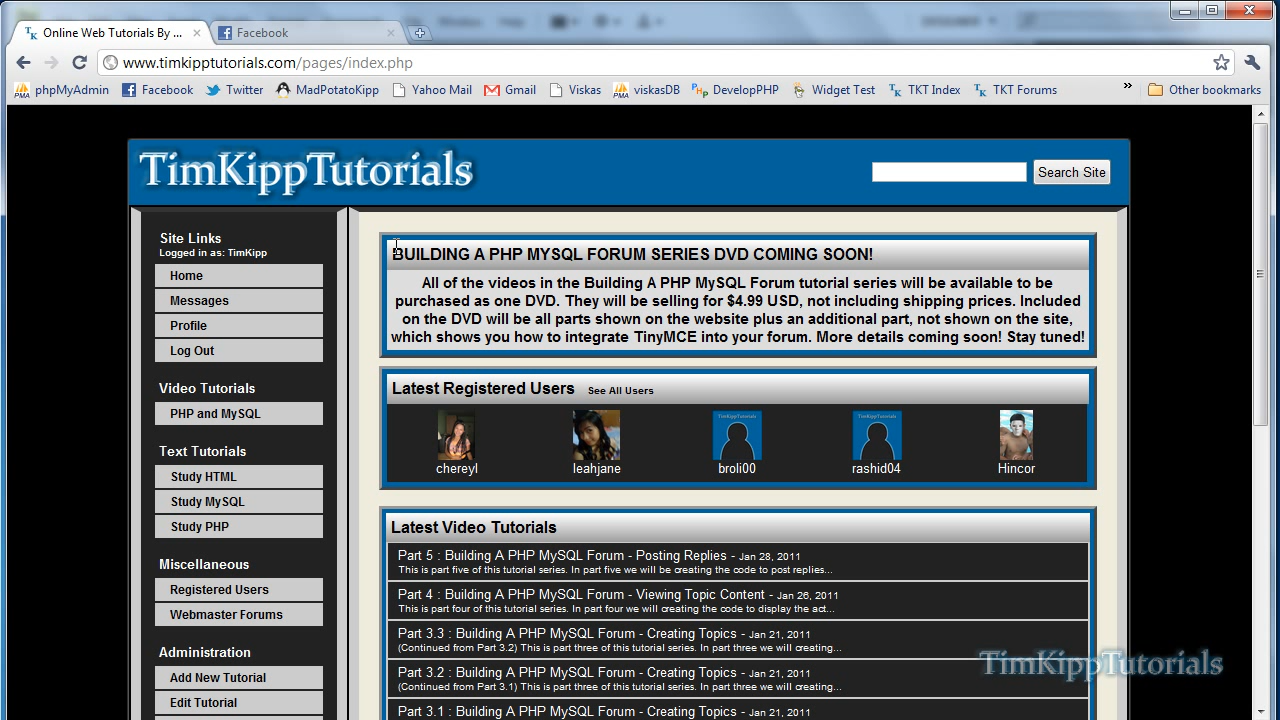 Online Web Tutorials By ...
Facebook
www.timkipptutorials.com/pages/index.php
phpMyAdmin
Facebook
Twitter
MadPotatoKipp
Yahoo Mail
Gmail
Viskas
viskasDB
DevelopPHP
Widget Test
TKT Index
TKT Forums
»
Other bookmarks
TimKippTutorials
Search Site
Site Links
Logged in as: TimKipp
Home
Messages
Profile
Log Out
Video Tutorials
PHP and MySQL
Text Tutorials
Study HTML
Study MySQL
Study PHP
Miscellaneous
Registered Users
Webmaster Forums
Administration
Add New Tutorial
Edit Tutorial
BUILDING A PHP MYSQL FORUM SERIES DVD COMING SOON!
All of the videos in the Building A PHP MySQL Forum tutorial series will be available to be
purchased as one DVD. They will be selling for $4.99 USD, not including shipping prices. Included
on the DVD will be all parts shown on the website plus an additional part, not shown on the site,
which shows you how to integrate TinyMCE into your forum. More details coming soon! Stay tuned!
Latest Registered Users See All Users
chereyl
leahjane
broli00
rashid04
Hincor
Latest Video Tutorials
Part 5 : Building A PHP MySQL Forum - Posting Replies - Jan 28, 2011
This is part five of this tutorial series. In part five we will be creating the code to post replies...
Part 4 : Building A PHP MySQL Forum - Viewing Topic Content - Jan 26, 2011
This is part four of this tutorial series. In part four we will creating the code to display the act...
Part 3.3 : Building A PHP MySQL Forum - Creating Topics - Jan 21, 2011
(Continued from Part 3.2) This is part three of this tutorial series. In part three we will creating...
Part 3.2 : Building A PHP MySQL Forum - Creating Topics - Jan 21, 2011
(Continued from Part 3.1) This is part three of this tutorial series. In part three we will creating...
Part 3.1 : Building A PHP MySQL Forum - Creating Topics - Jan 21, 2011
TimKippTutorials